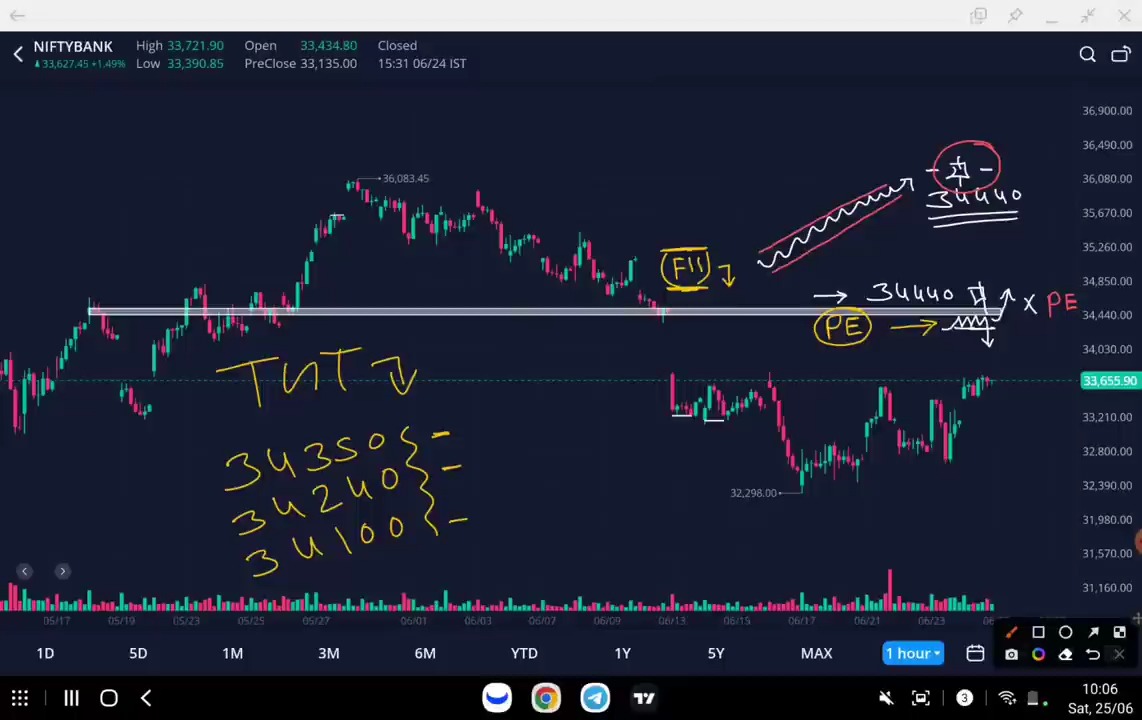 NIFTYBANK High 33,721.90 Open 33,434.80 Closed
33,627.45 +1.49% Low 33,390.85 PreClose 33,135.00 15:31 06/24 IST
36,900.00
36,490.00
36,083.45
36,080.00
34440
35,670.00
35,260.00
FII
34,850.00
34440 X PE
34,440.00
PE
34,030.00
33,655.90
33,210.00
34350
32,800.00
34240
32,390.00
32,298.00
34100
31,980.00
31,570.00
31,160.00
05/17 05/19 05/23 05/25 05/27 06/01 06/03 06/07 06/09 06/13 06/15 06/17 06/21 06/23
1D 5D 1M 3M 6M YTD 1Y 5Y MAX 1 hour
3
10:06
Sat, 25/06